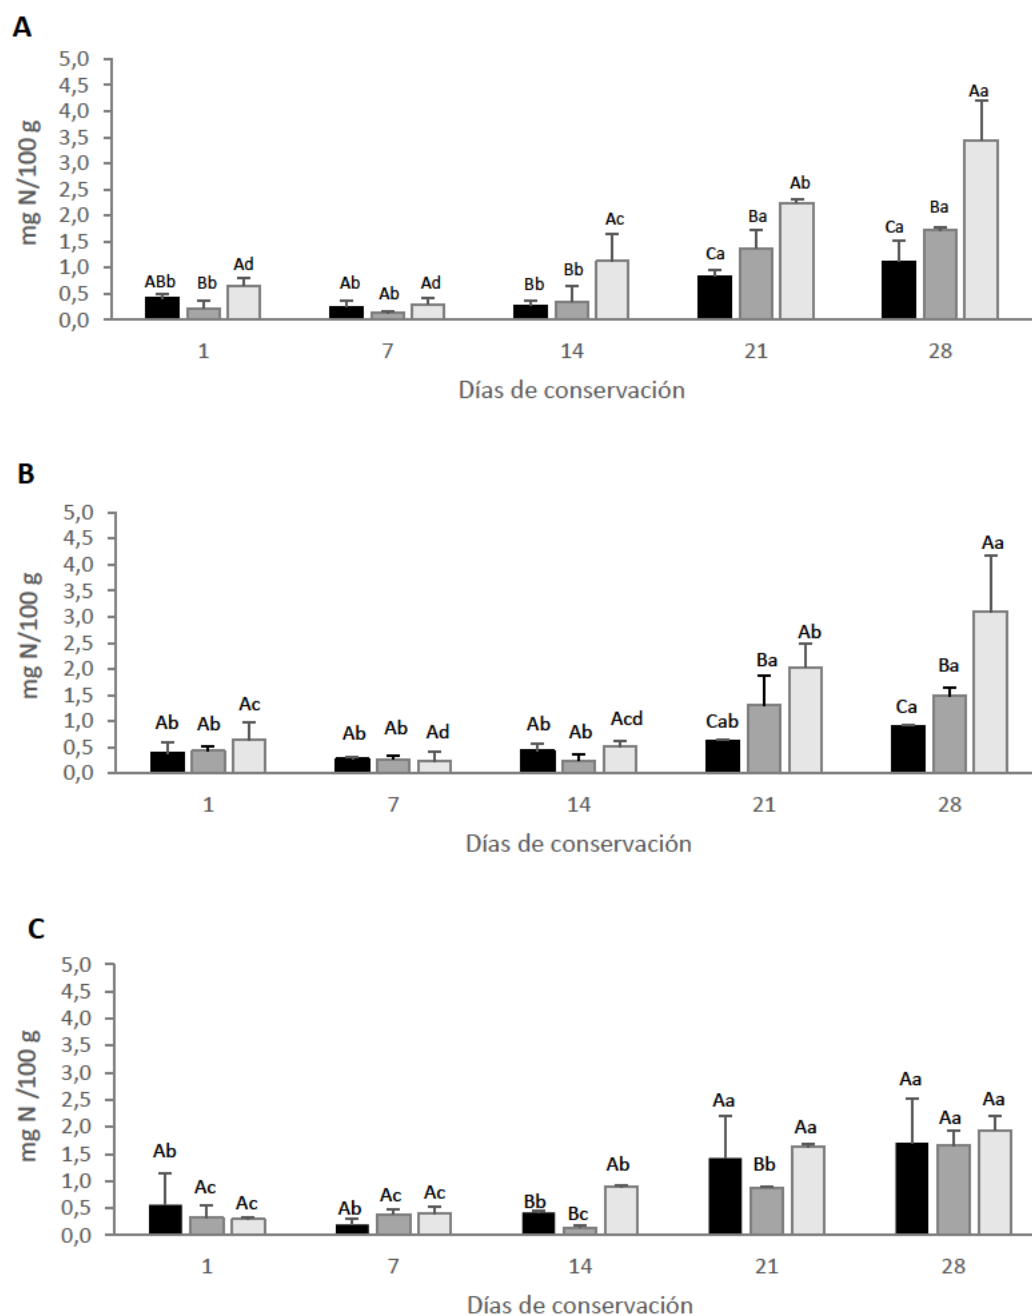 A
mg N/100 g
5,0
4,5
4,0
3,5
3,0
2,5
2,0
1,5
1,0
0,5
0,0
ABb Bb Ad
Ab Ab Ad
Bb Bb Ac
Ca Ba Ab
Ca Ba Aa
1 7 14 21 28
Días de conservación
B
mg N/100 g
5,0
4,5
4,0
3,5
3,0
2,5
2,0
1,5
1,0
0,5
0,0
Ab Ab Ac
Ab Ab Ad
Ab Ab Acd
Cab Ba Ab
Ca Ba Aa
1 7 14 21 28
Días de conservación
C
mg N /100 g
5,0
4,5
4,0
3,5
3,0
2,5
2,0
1,5
1,0
0,5
0,0
Ab Ac Ac
Ab Ac Ac
Bb Bc Ab
Aa Bb Aa
Aa Aa Aa
1 7 14 21 28
Días de conservación